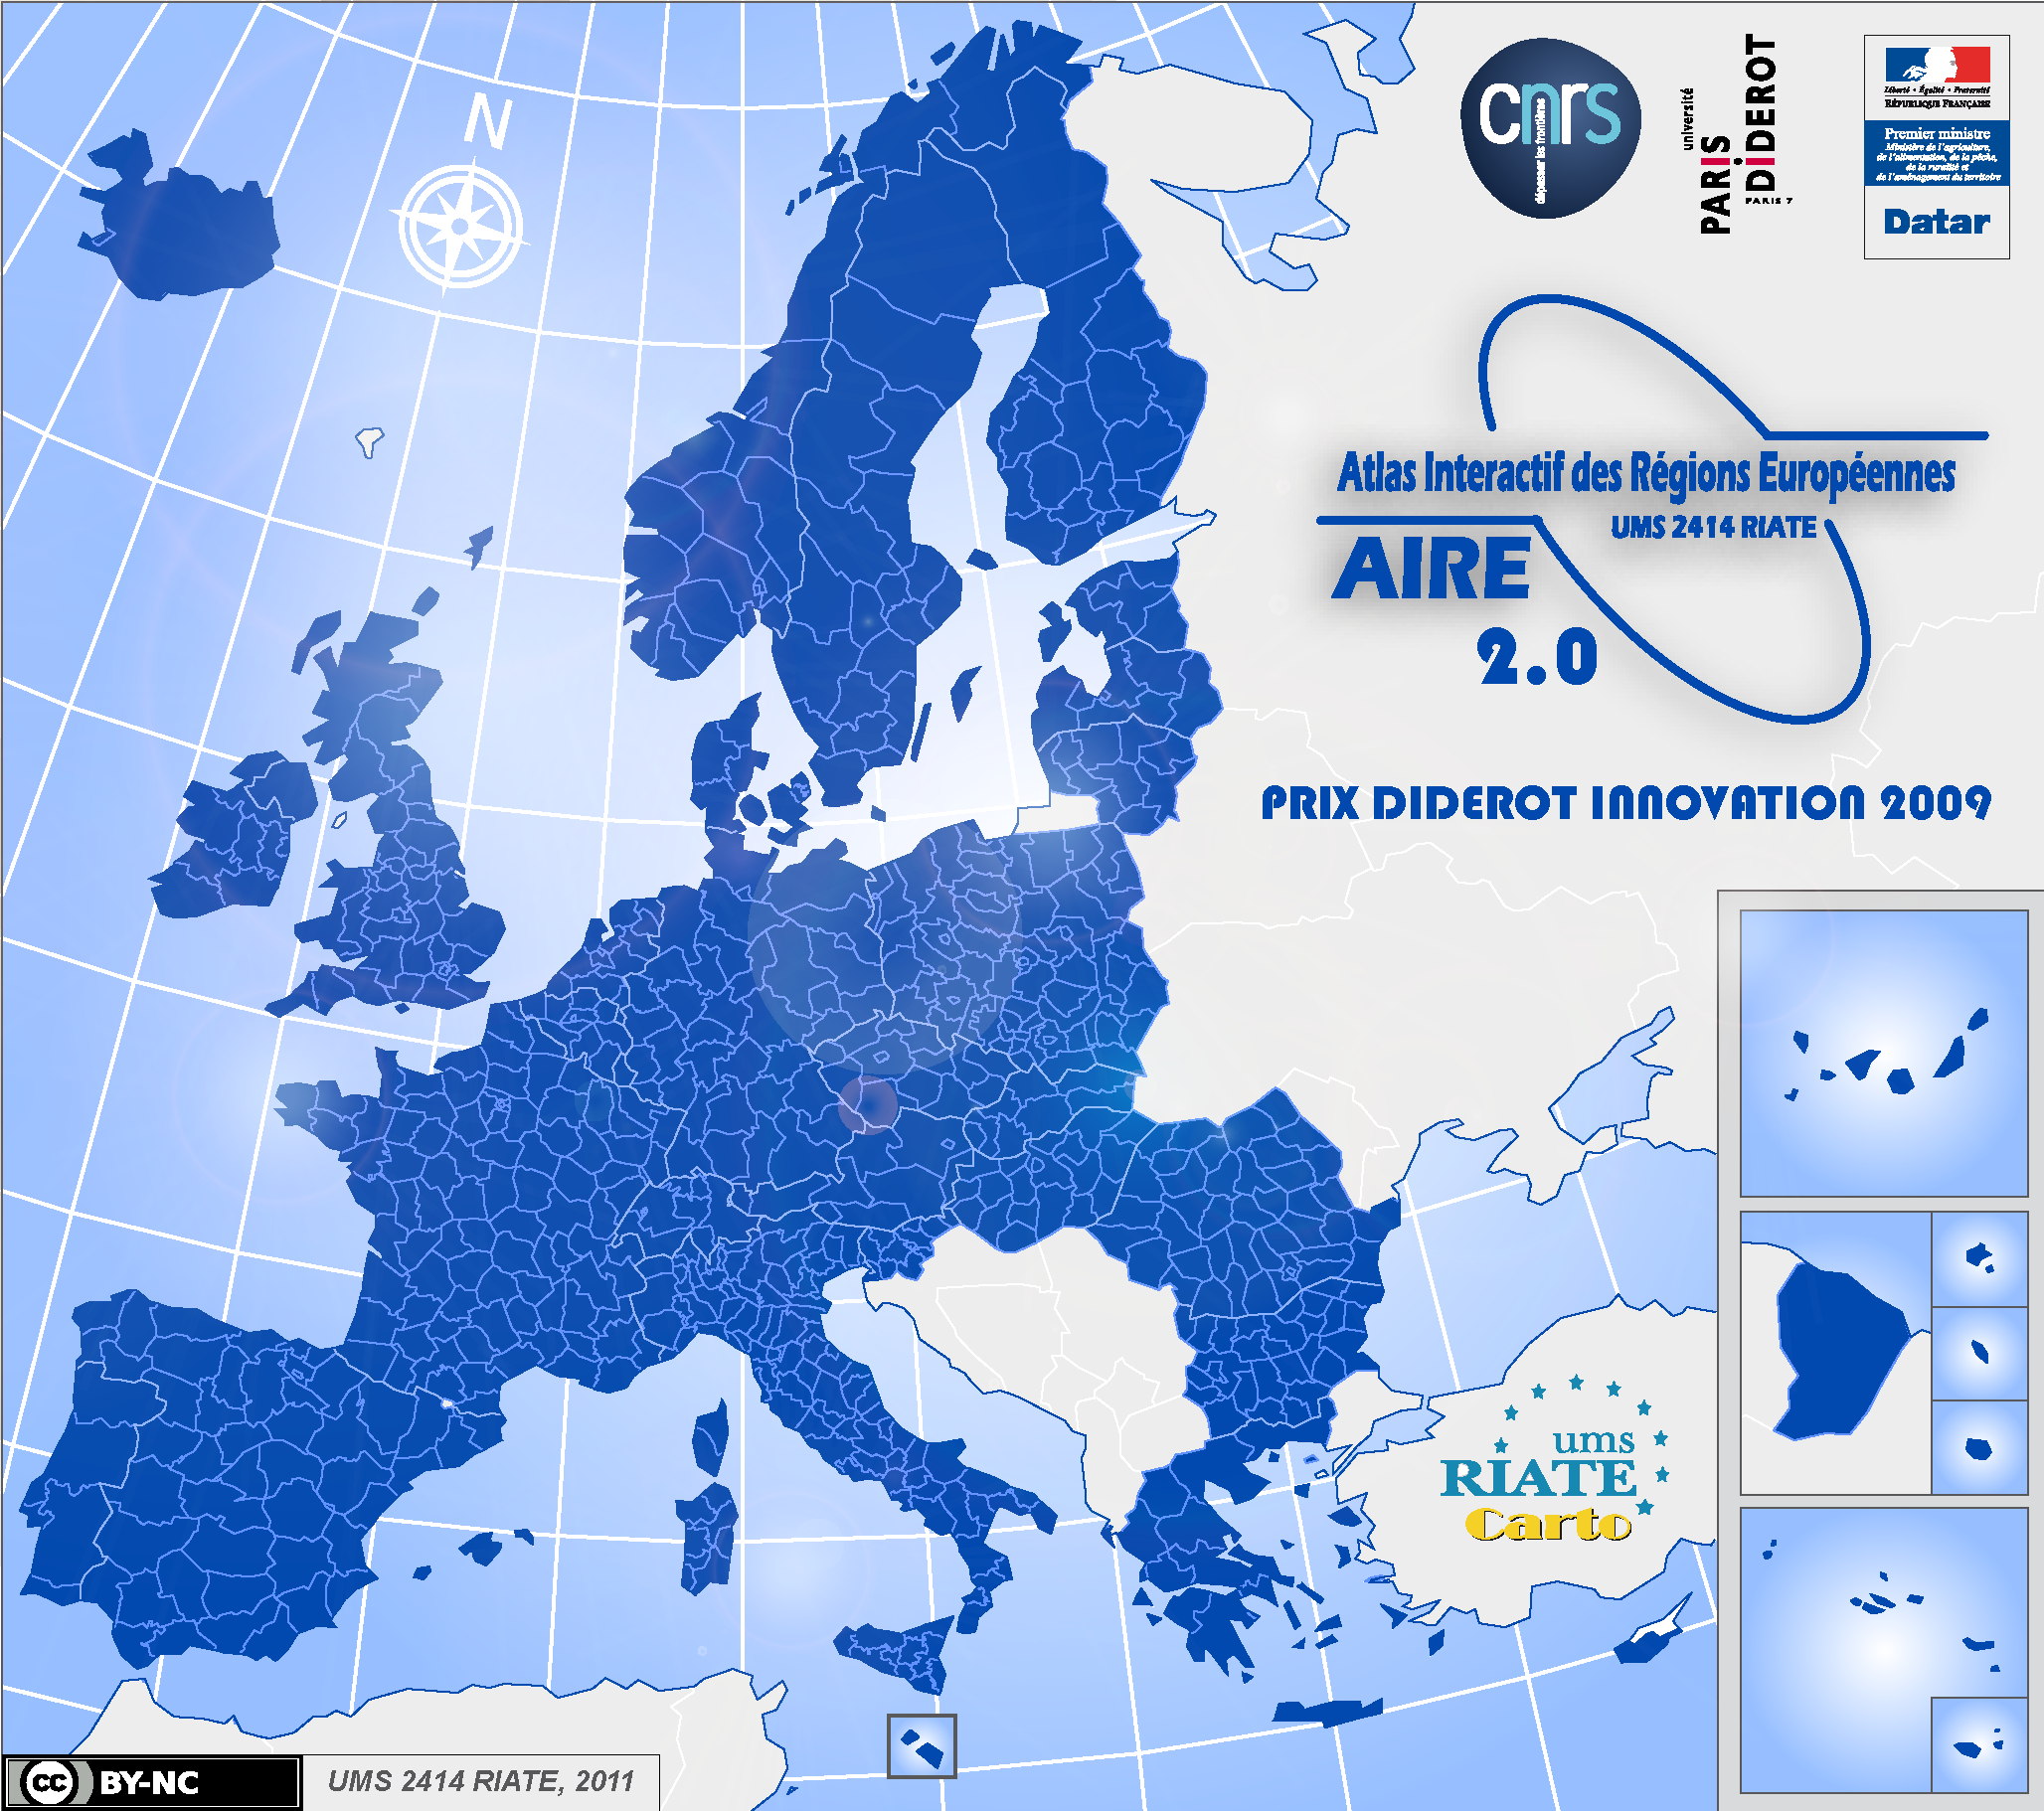 N
cnrs
dépasser les frontières
université
PARIS
DiDEROT
PARIS 7
Liberté • Égalité • Fraternité
RÉPUBLIQUE FRANÇAISE
Premier ministre
Ministère de l'agriculture,
de l'alimentation, de la pêche,
de la ruralité et
de l'aménagement du territoire
Datar
Atlas Interactif des Régions Européennes
UMS 2414 RIATE
AIRE
2.0
PRIX DIDEROT INNOVATION 2009
ums
RIATE
Carto
cc BY-NC
UMS 2414 RIATE, 2011